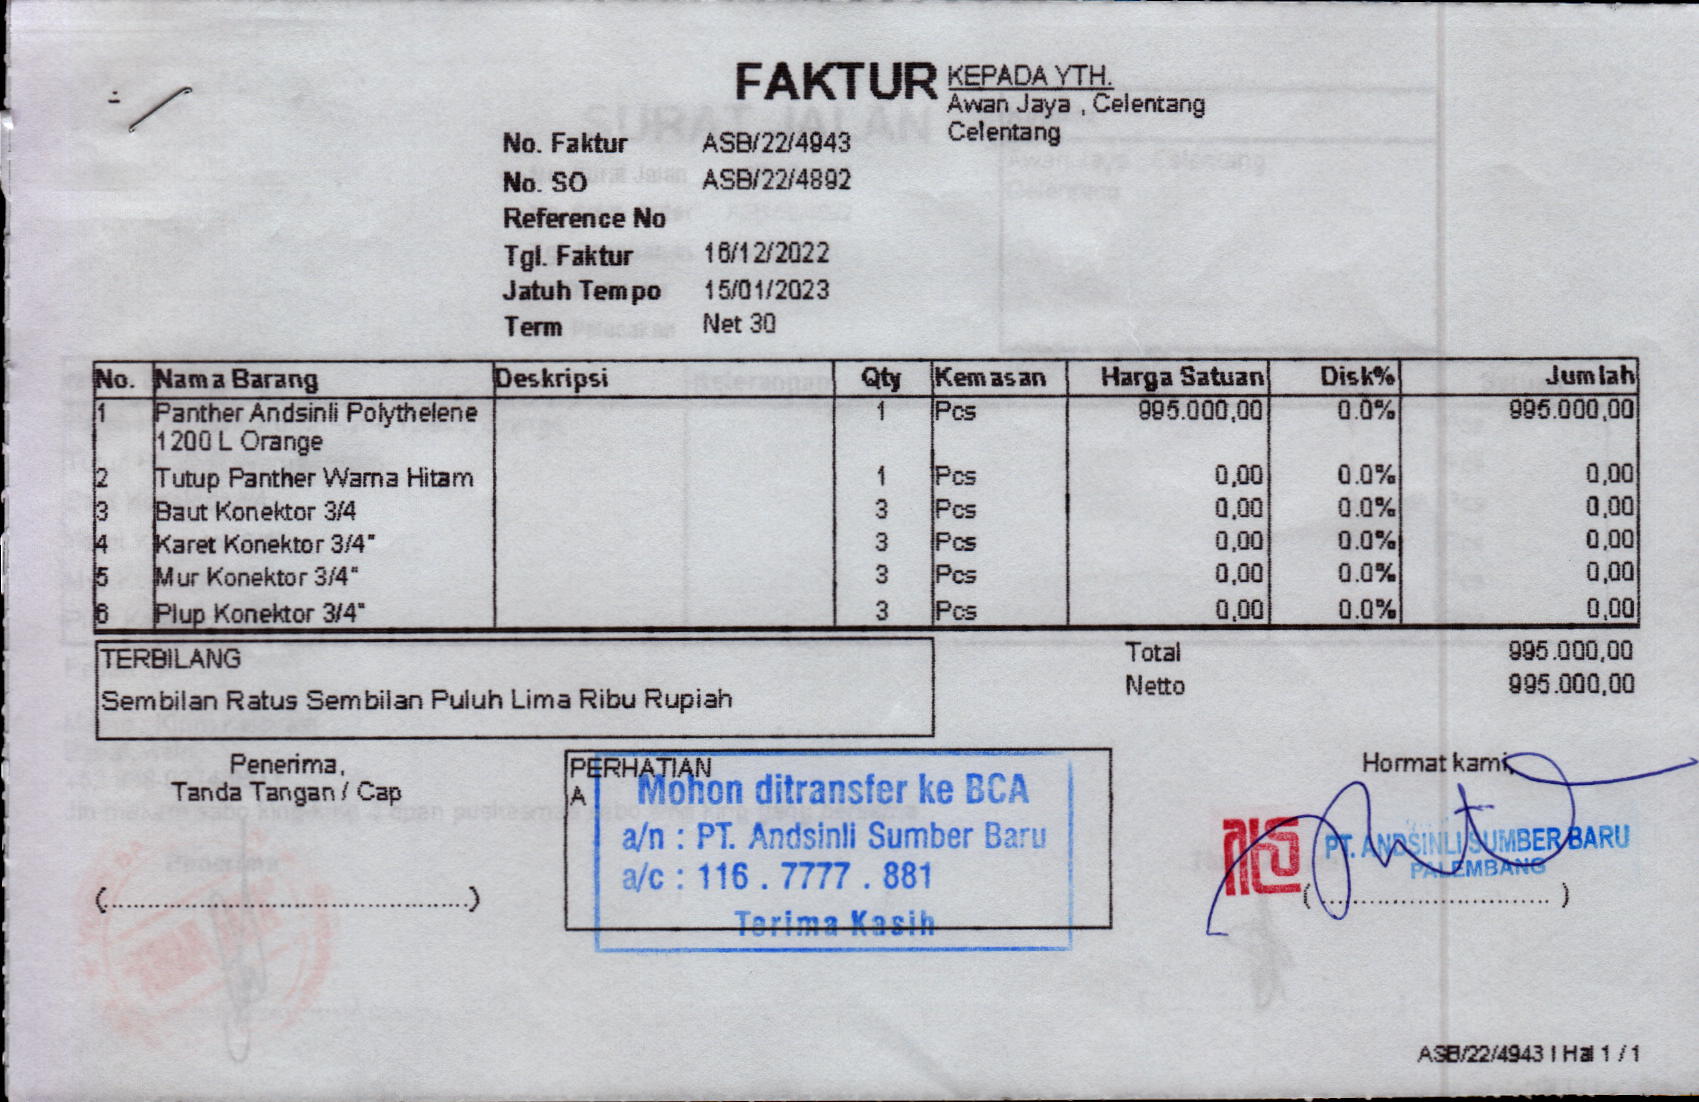 FAKTUR
KEPADA YTH.
Awan Jaya , Celentang
Celentang
No. Faktur ASB/22/4943
No. SO ASB/22/4892
Reference No
Tgl. Faktur 16/12/2022
Jatuh Tempo 15/01/2023
Term Net 30
No. Nama Barang Deskripsi Qty Kemasan Harga Satuan Disk% Jumlah
1 Panther Andsinli Polythelene 1 Pcs 995.000,00 0.0% 995.000,00
1200 L Orange
2 Tutup Panther Warna Hitam 1 Pcs 0,00 0.0% 0,00
3 Baut Konektor 3/4 3 Pcs 0,00 0.0% 0,00
4 Karet Konektor 3/4" 3 Pcs 0,00 0.0% 0,00
5 Mur Konektor 3/4" 3 Pcs 0,00 0.0% 0,00
6 Plup Konektor 3/4" 3 Pcs 0,00 0.0% 0,00
TERBILANG
Sembilan Ratus Sembilan Puluh Lima Ribu Rupiah
Total 995.000,00
Netto 995.000,00
Penerima,
Tanda Tangan / Cap
(............................................)
PERHATIAN
A
Mohon ditransfer ke BCA
a/n : PT. Andsinli Sumber Baru
a/c : 116 . 7777 . 881
Terima Kasih
Hormat kami,
PT. ANDSINLI SUMBER BARU
PALEMBANG
(............................)
ASB/22/4943 | Hal 1 / 1